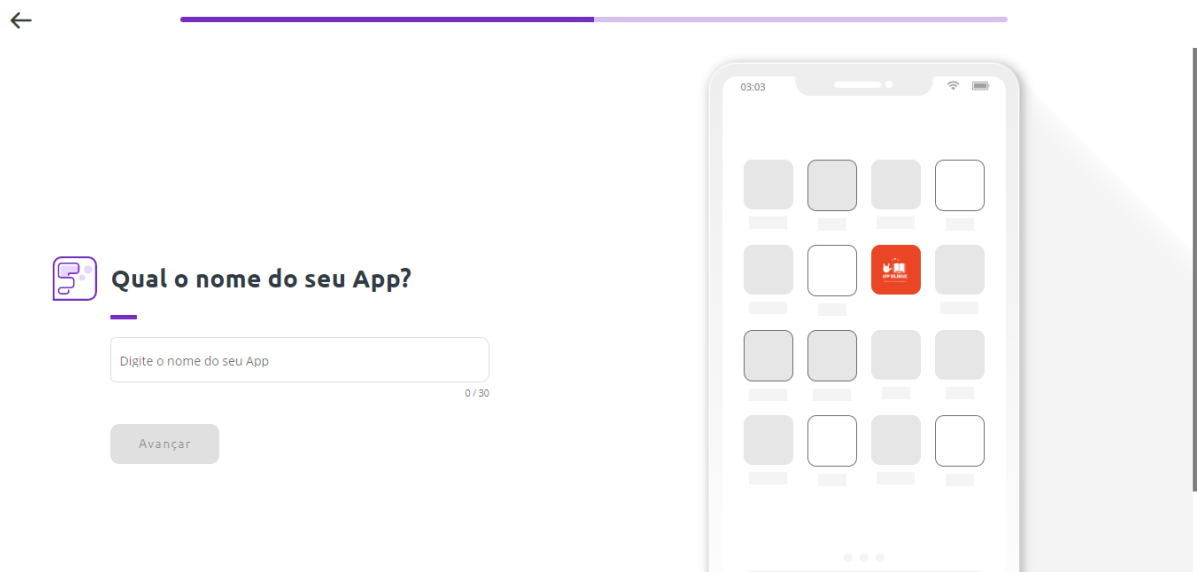 03:03
Qual o nome do seu App?
Digite o nome do seu App
0 / 30
Avançar